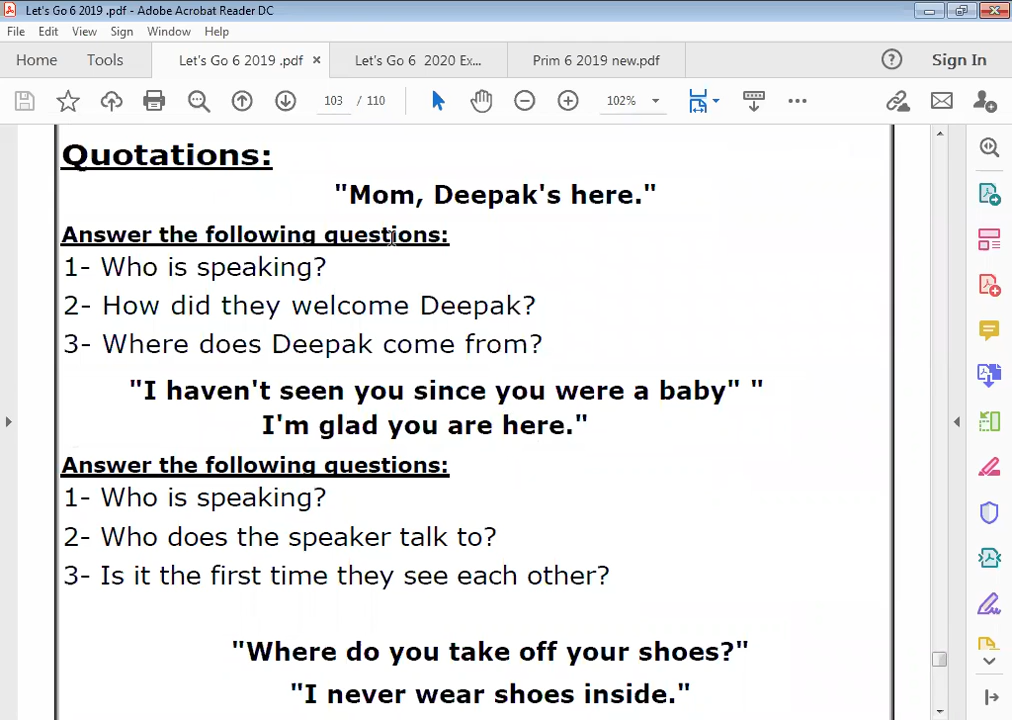 Let's Go 6 2019 .pdf - Adobe Acrobat Reader DC
File Edit View Sign Window Help
Home Tools Let's Go 6 2019 .pdf × Let's Go 6 2020 Ex... Prim 6 2019 new.pdf Sign In
103 / 110 102%
Quotations:
"Mom, Deepak's here."
Answer the following questions:
1- Who is speaking?
2- How did they welcome Deepak?
3- Where does Deepak come from?
"I haven't seen you since you were a baby" "
I'm glad you are here."
Answer the following questions:
1- Who is speaking?
2- Who does the speaker talk to?
3- Is it the first time they see each other?
"Where do you take off your shoes?"
"I never wear shoes inside."